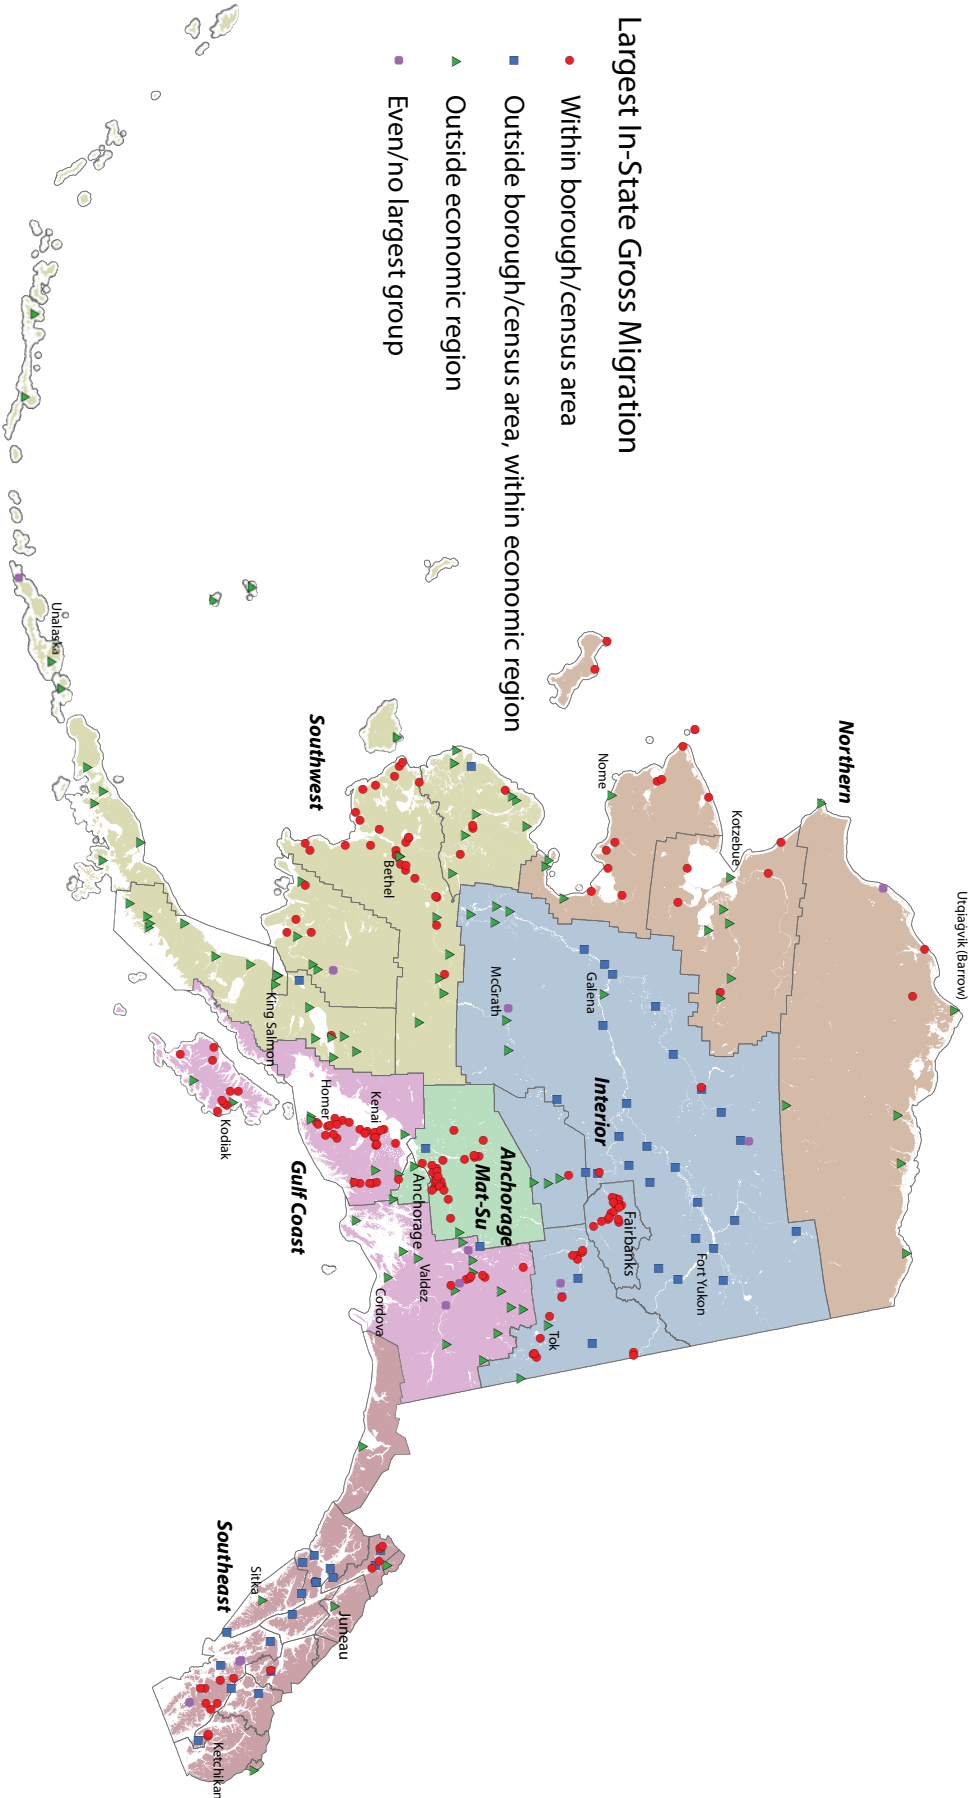 Largest In-State Gross Migration
Within borough/census area
Outside borough/census area, within economic region
Outside economic region
Even/no largest group
Utqiaġvik (Barrow)
Northern
Kotzebue
Nome
Galena
Interior
Fort Yukon
Fairbanks
McGrath
Tok
Southwest
Bethel
Anchorage
Mat-Su
Anchorage
Valdez
Cordova
Kenai
Homer
Gulf Coast
King Salmon
Kodiak
Unalaska
Juneau
Sitka
Southeast
Ketchikan